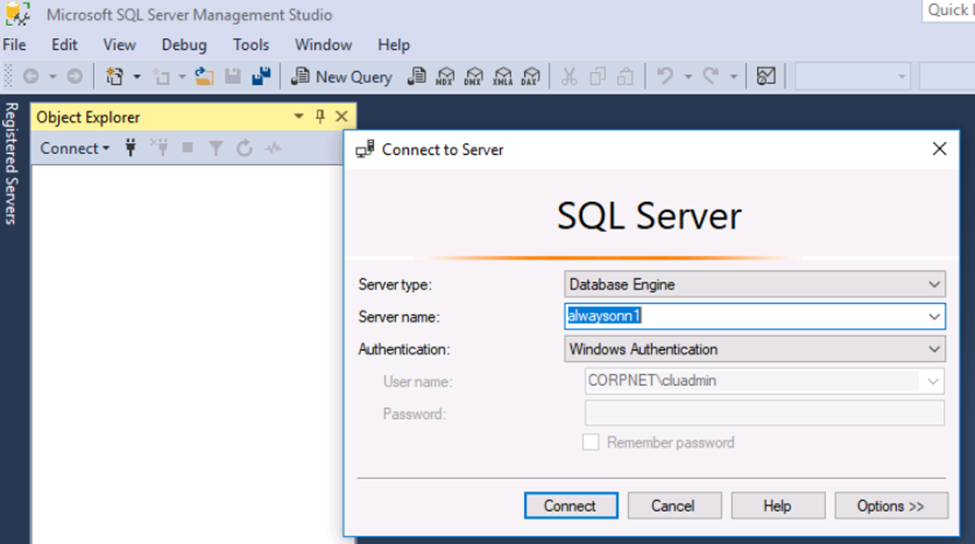 Microsoft SQL Server Management Studio
Quick
File Edit View Debug Tools Window Help
New Query MDX DMX XMLA DAX
Registered Servers
Object Explorer
Connect
Connect to Server
SQL Server
Server type: Database Engine
Server name: alwaysonn1
Authentication: Windows Authentication
User name: CORPNET\cluadmin
Password:
Remember password
Connect Cancel Help Options >>